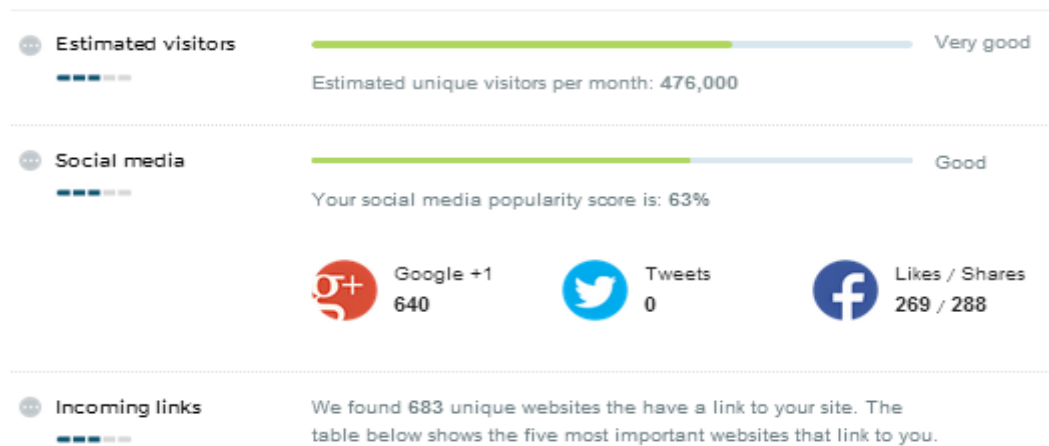 Estimated visitors
Very good
Estimated unique visitors per month: 476,000
Social media
Good
Your social media popularity score is: 63%
g+
Google +1
640
Tweets
0
f
Likes / Shares
269 / 288
Incoming links
We found 683 unique websites the have a link to your site. The
table below shows the five most important websites that link to you.